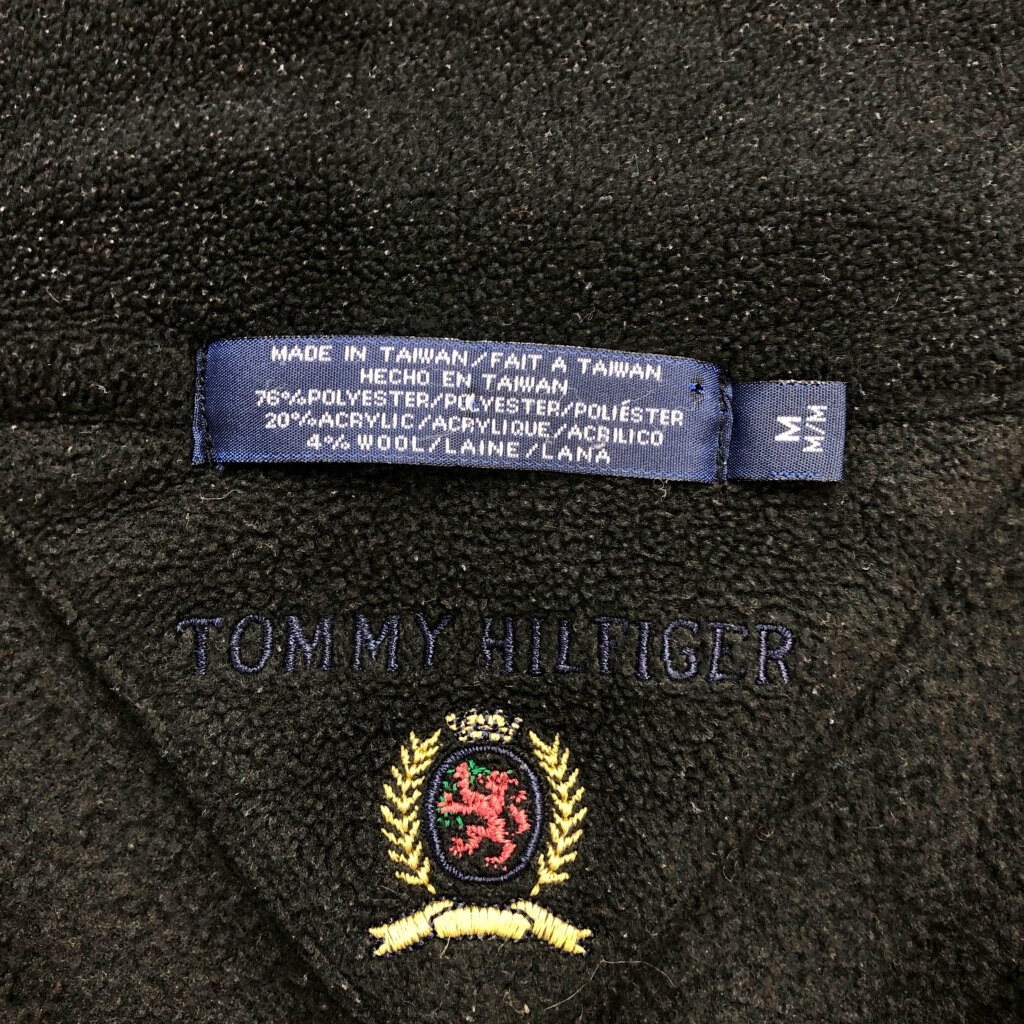 MADE IN TAIWAN/FAIT A TAIWAN
HECHO EN TAIWAN
76%POLYESTER/POLYESTER/POLIÉSTER
20%ACRYLIC/ACRYLIQUE/ACRILICO
4% WOOL/LAINE/LANA
M
M/M
TOMMY HILFIGER